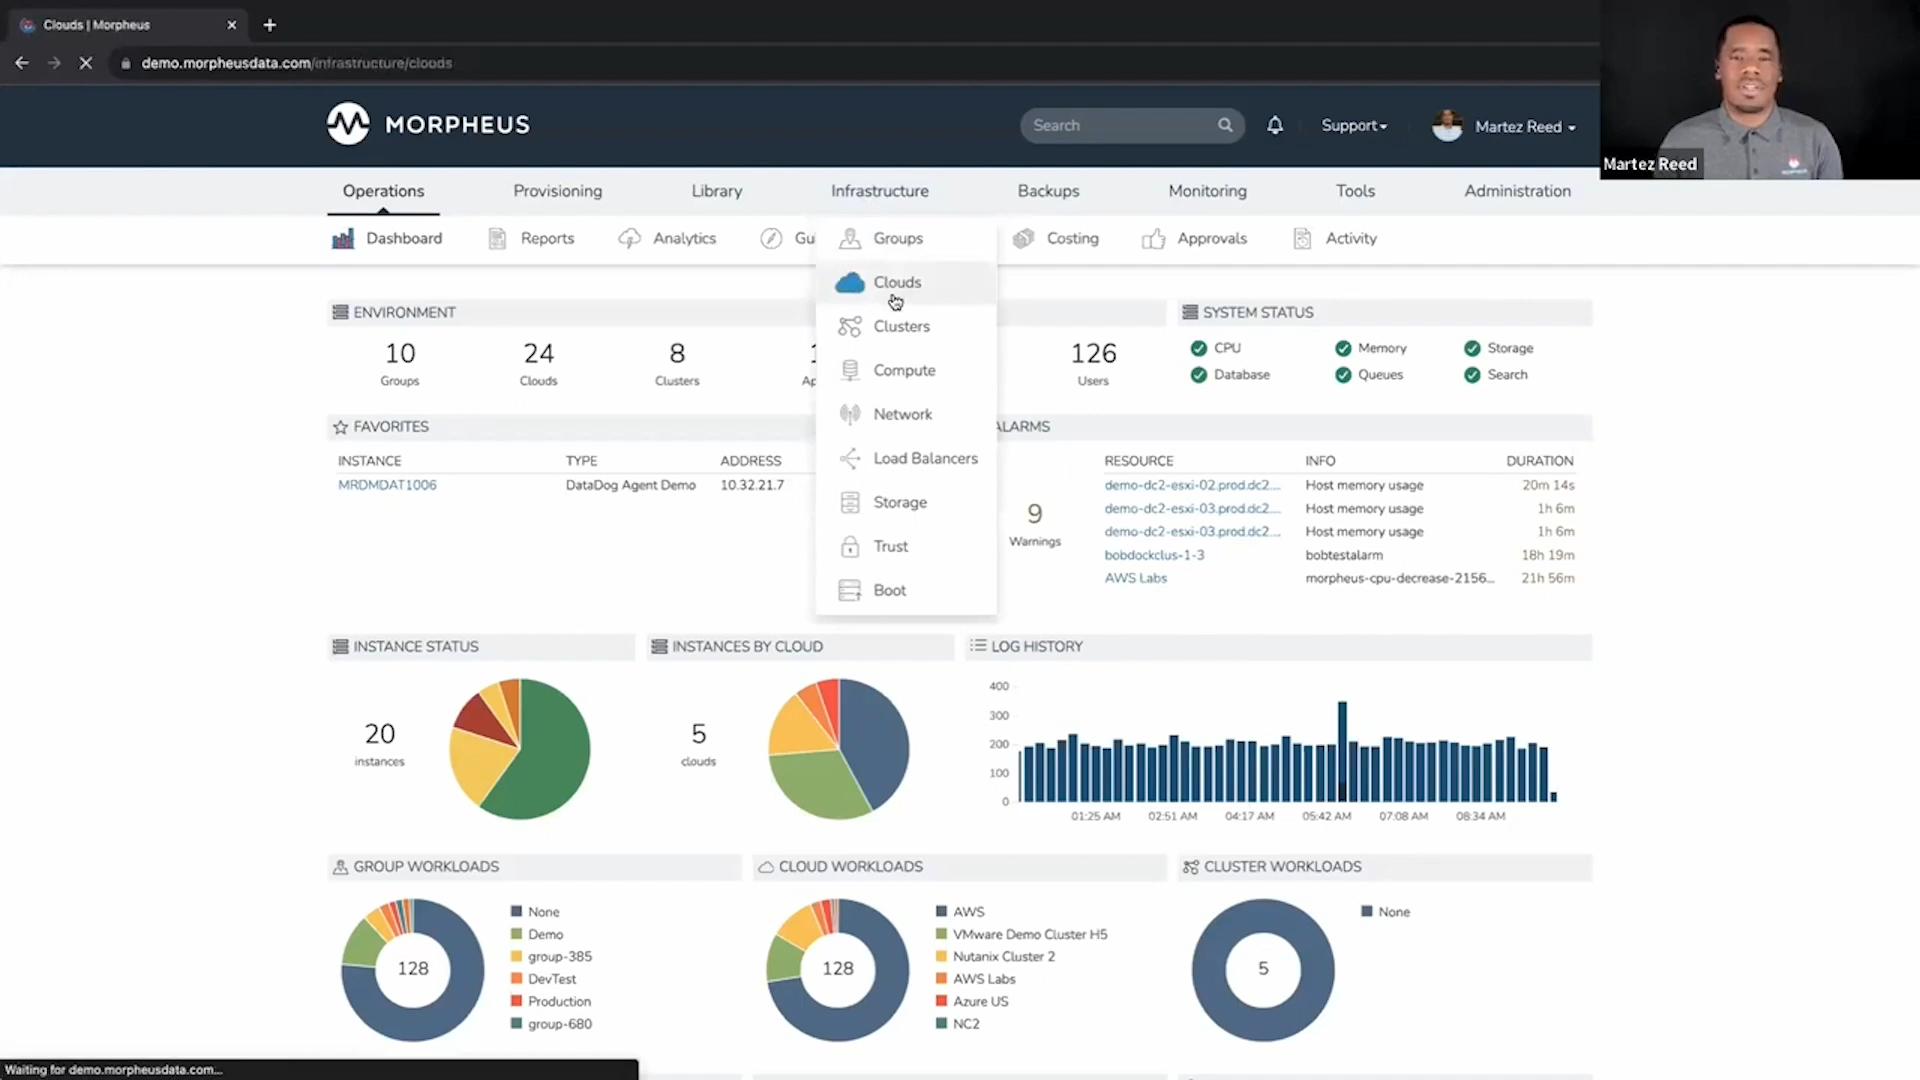 Clouds | Morpheus
demo.morpheusdata.com/infrastructure/clouds
MORPHEUS
Search
Support
Martez Reed
Martez Reed
Operations
Provisioning
Library
Infrastructure
Backups
Monitoring
Tools
Administration
Dashboard
Reports
Analytics
Gu
Costing
Approvals
Activity
Groups
Clouds
Clusters
Compute
Network
Load Balancers
Storage
Trust
Boot
ENVIRONMENT
10
Groups
24
Clouds
8
Clusters
Ap
126
Users
SYSTEM STATUS
CPU
Memory
Storage
Database
Queues
Search
FAVORITES
INSTANCE TYPE ADDRESS
MRDMDAT1006 DataDog Agent Demo 10.32.21.7
ALARMS
9
Warnings
RESOURCE INFO DURATION
demo-dc2-esxi-02.prod.dc2.... Host memory usage 20m 14s
demo-dc2-esxi-03.prod.dc2.... Host memory usage 1h 6m
demo-dc2-esxi-03.prod.dc2.... Host memory usage 1h 6m
bobdockclus-1-3 bobtestalarm 18h 19m
AWS Labs morpheus-cpu-decrease-2156... 21h 56m
INSTANCE STATUS
20
instances
INSTANCES BY CLOUD
5
clouds
LOG HISTORY
400
300
200
100
0
01:25 AM 02:51 AM 04:17 AM 05:42 AM 07:08 AM 08:34 AM
GROUP WORKLOADS
128
None
Demo
group-385
DevTest
Production
group-680
CLOUD WORKLOADS
128
AWS
VMware Demo Cluster H5
Nutanix Cluster 2
AWS Labs
Azure US
NC2
CLUSTER WORKLOADS
5
None
Waiting for demo.morpheusdata.com...